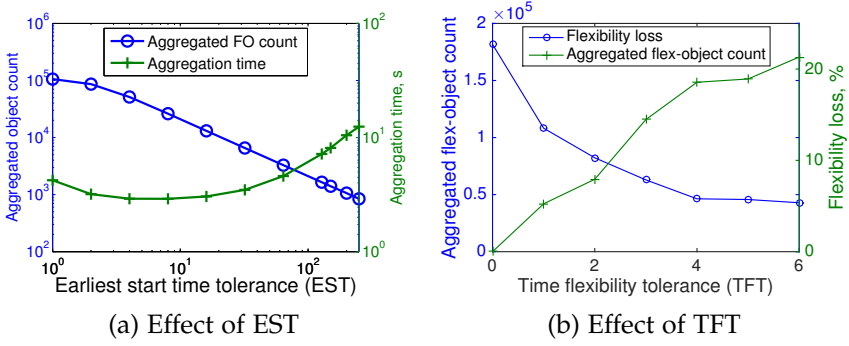 10^6
10^5
10^4
10^3
10^2
Aggregated object count
Aggregated FO count
Aggregation time
10^2
10^1
10^0
Aggregation time, s
10^0
10^1
10^2
Earliest start time tolerance (EST)
(a) Effect of EST
× 10^5
2
1.5
1
0.5
0
Aggregated flex-object count
Flexibility loss
Aggregated flex-object count
20
10
0
Flexibility loss, %
0
2
4
6
Time flexibility tolerance (TFT)
(b) Effect of TFT